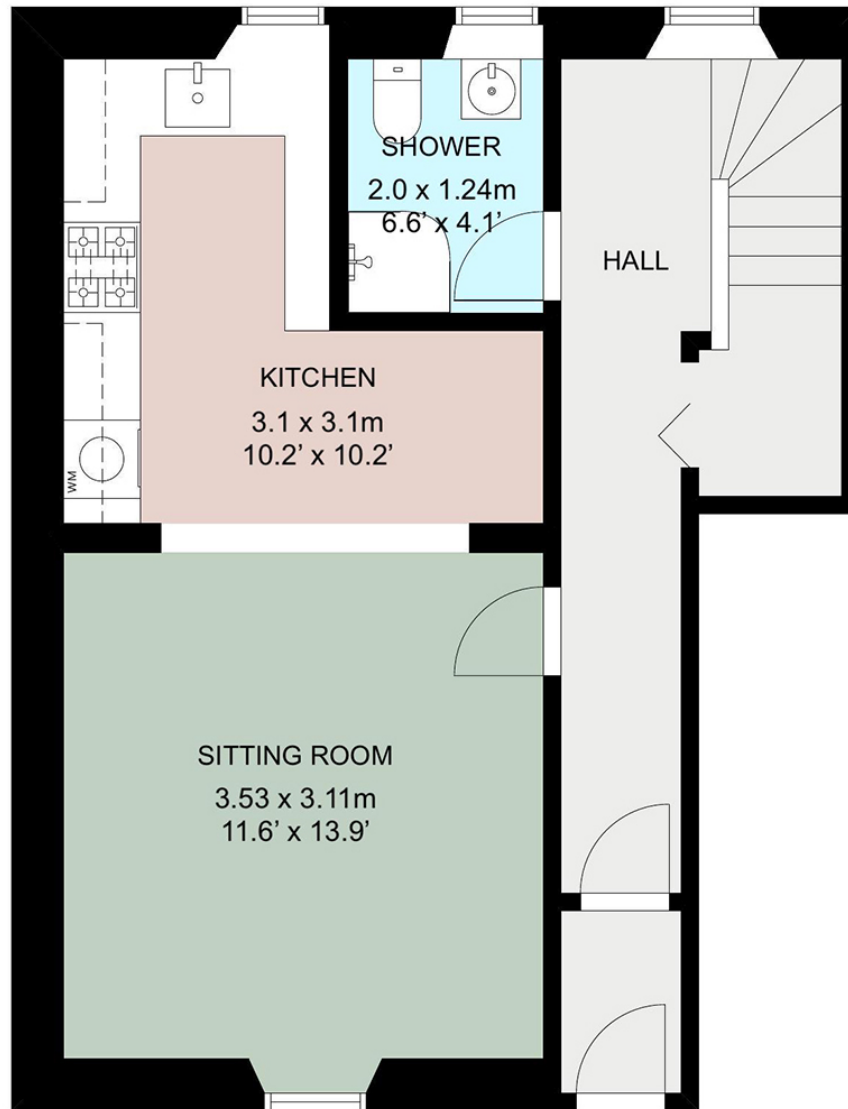 SHOWER
2.0 x 1.24m
6.6' x 4.1'
HALL
KITCHEN
3.1 x 3.1m
10.2' x 10.2'
WM
SITTING ROOM
3.53 x 3.11m
11.6' x 13.9'